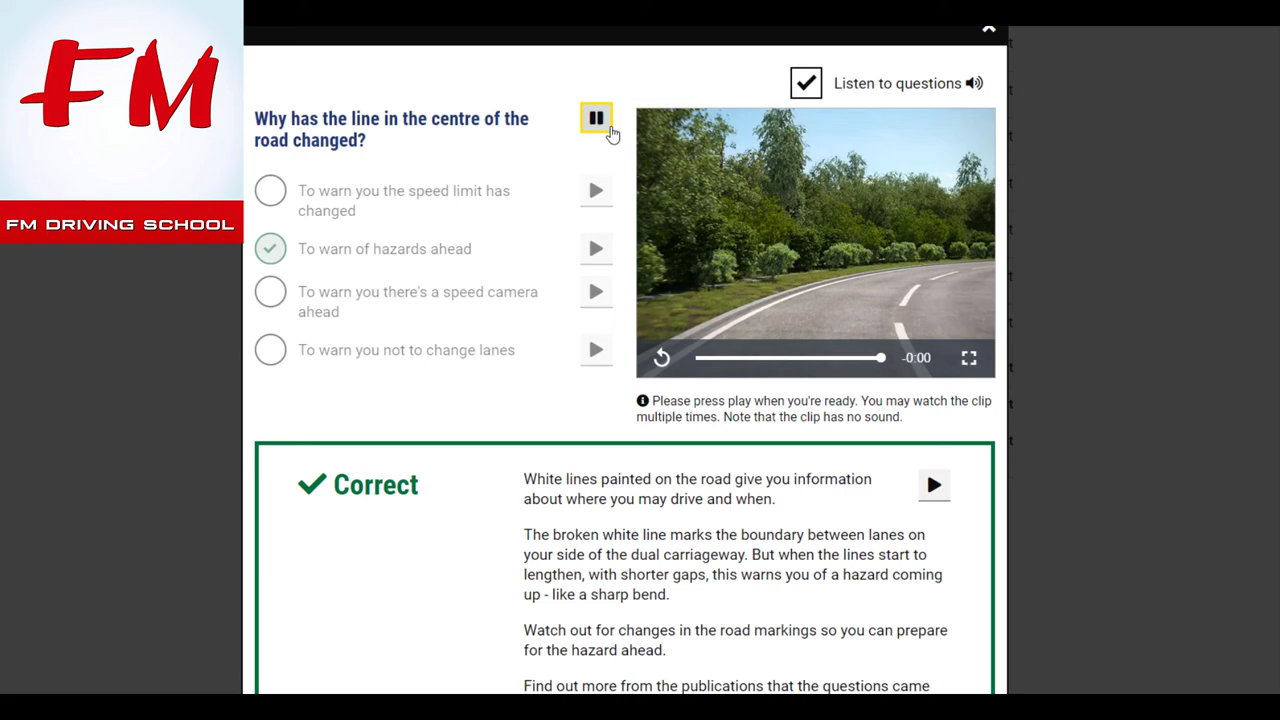 FM
FM DRIVING SCHOOL
Listen to questions
Why has the line in the centre of the
road changed?
To warn you the speed limit has
changed
To warn of hazards ahead
To warn you there's a speed camera
ahead
To warn you not to change lanes
-0:00
Please press play when you're ready. You may watch the clip
multiple times. Note that the clip has no sound.
Correct
White lines painted on the road give you information
about where you may drive and when.
The broken white line marks the boundary between lanes on
your side of the dual carriageway. But when the lines start to
lengthen, with shorter gaps, this warns you of a hazard coming
up - like a sharp bend.
Watch out for changes in the road markings so you can prepare
for the hazard ahead.
Find out more from the publications that the questions came